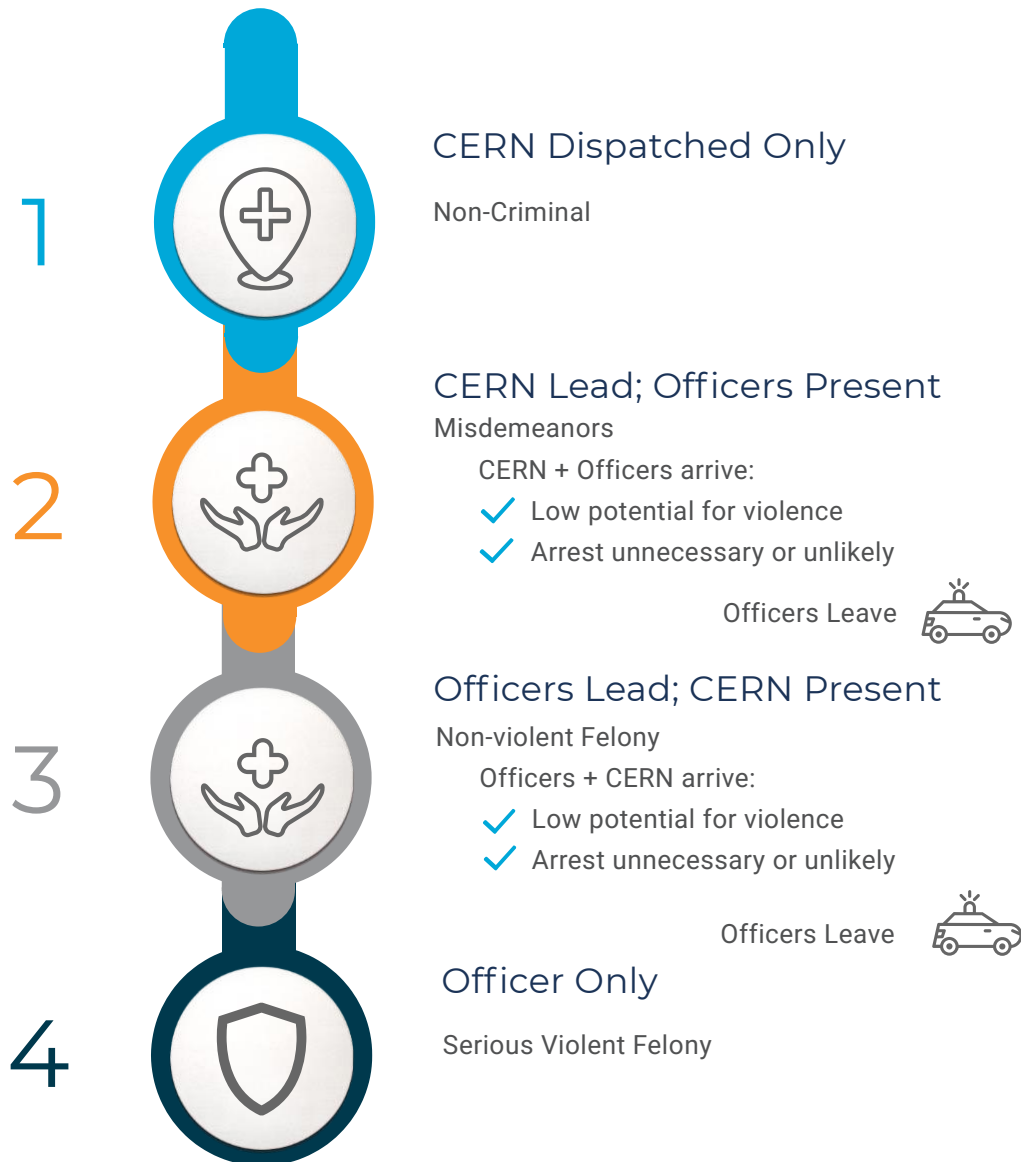 1
CERN Dispatched Only
Non-Criminal
2
CERN Lead; Officers Present
Misdemeanors
CERN + Officers arrive:
Low potential for violence
Arrest unnecessary or unlikely
Officers Leave
3
Officers Lead; CERN Present
Non-violent Felony
Officers + CERN arrive:
Low potential for violence
Arrest unnecessary or unlikely
Officers Leave
4
Officer Only
Serious Violent Felony